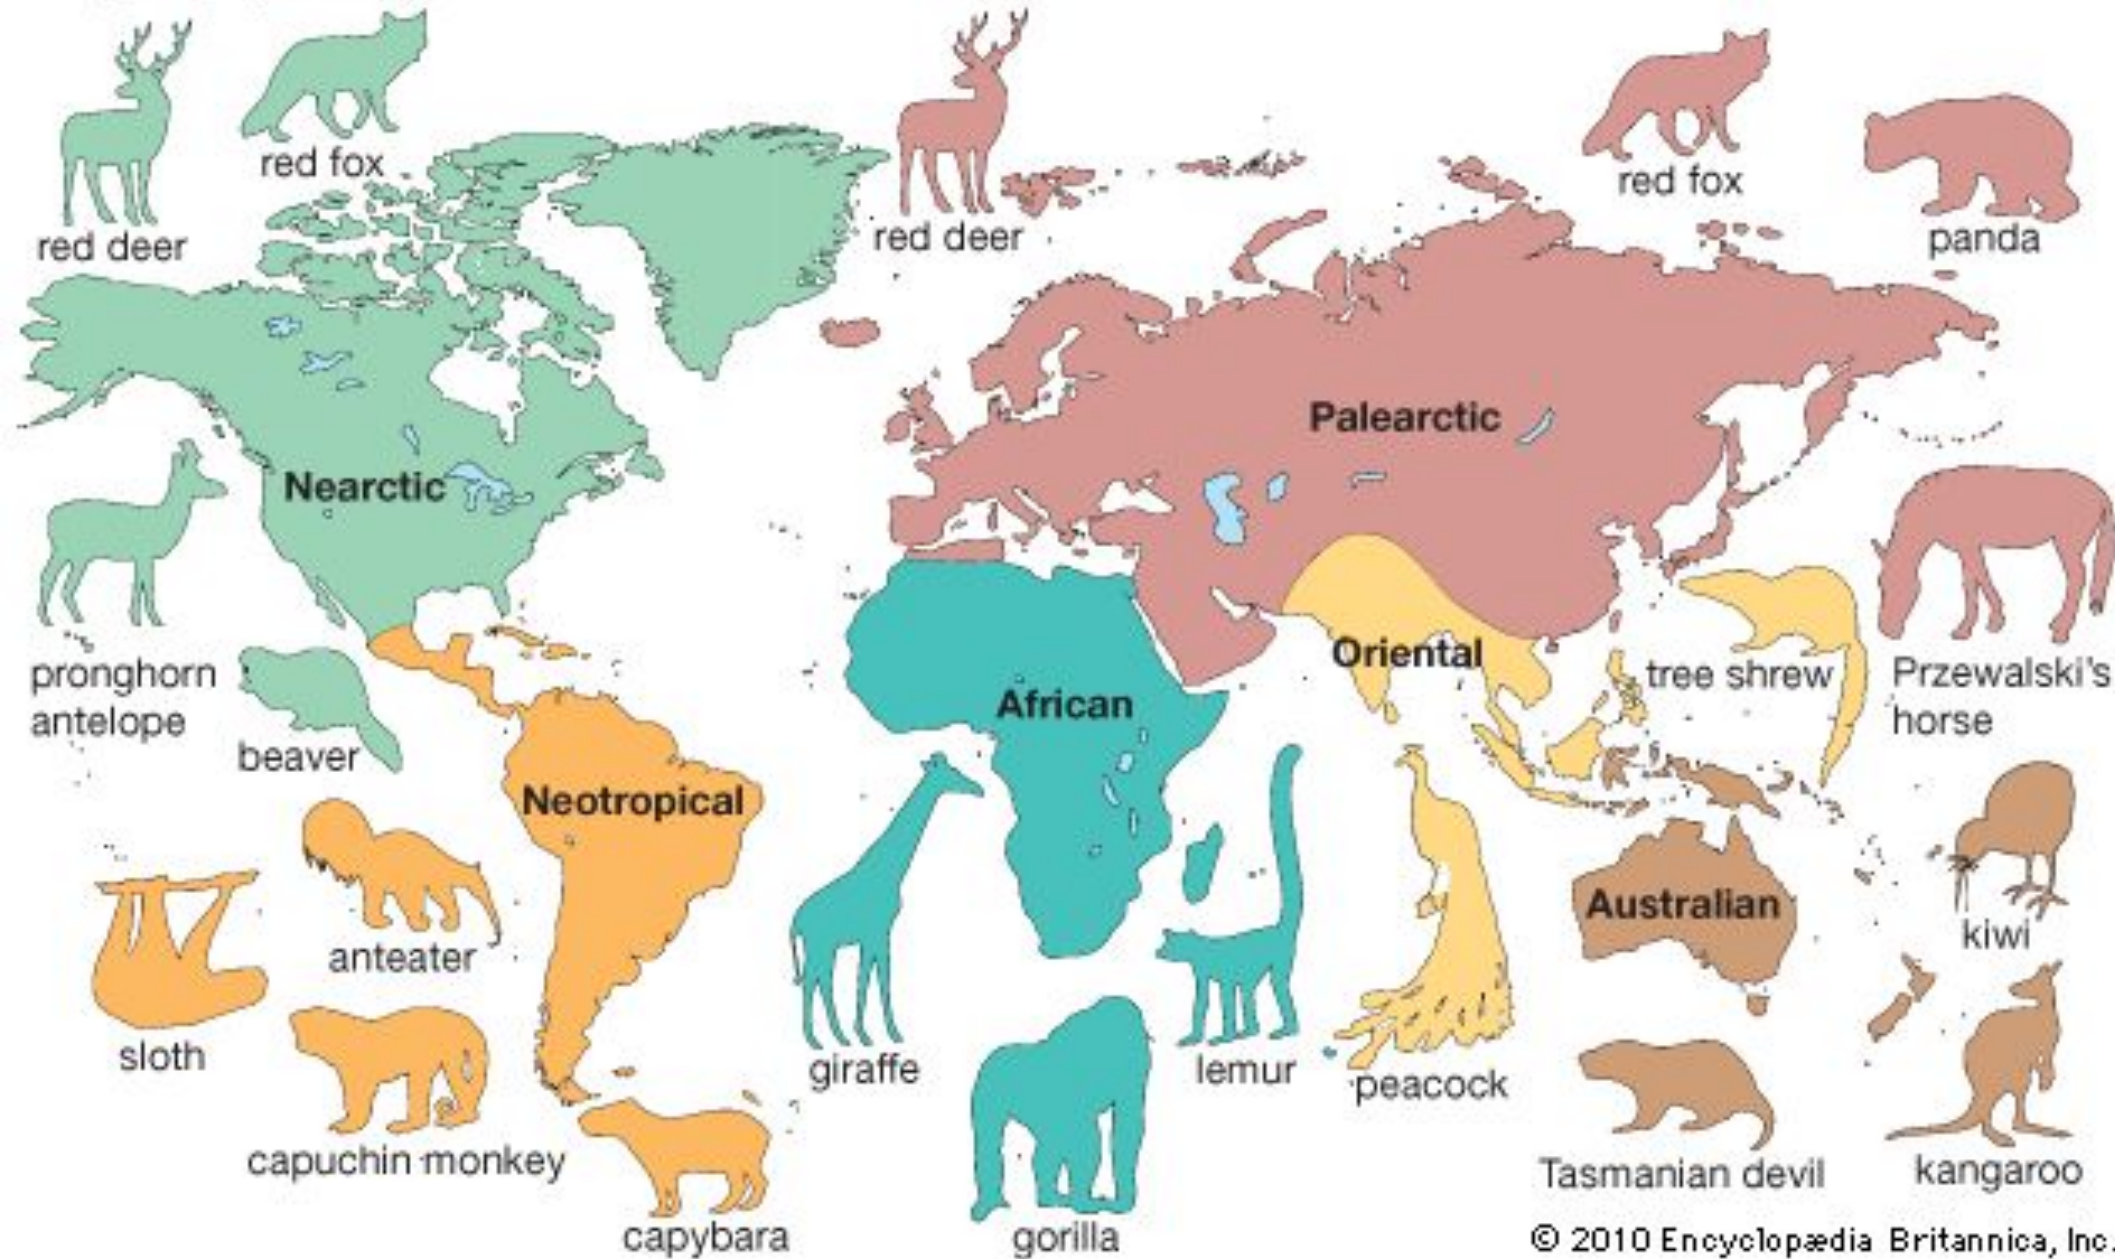 red deer
red fox
red deer
red fox
panda
Nearctic
Palearctic
pronghorn
antelope
beaver
Oriental
tree shrew
Przewalski's
horse
African
Neotropical
Australian
kiwi
anteater
sloth
giraffe
lemur
peacock
capuchin monkey
Tasmanian devil
kangaroo
capybara
gorilla
© 2010 Encyclopædia Britannica, Inc.